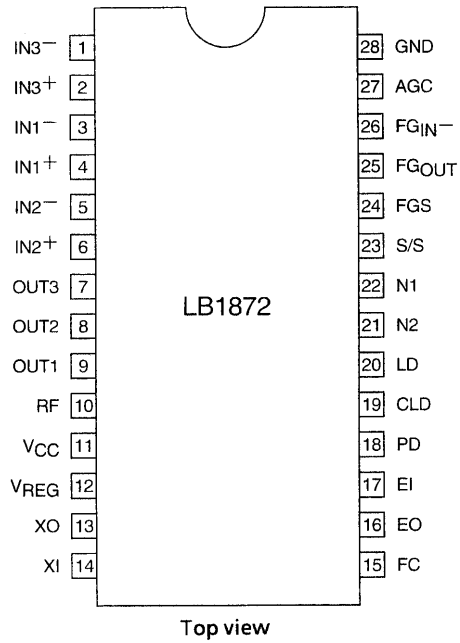 IN3− 1 28 GND
IN3+ 2 27 AGC
IN1− 3 26 FGIN−
IN1+ 4 25 FGOUT
IN2− 5 24 FGS
IN2+ 6 23 S/S
OUT3 7 22 N1
LB1872
OUT2 8 21 N2
OUT1 9 20 LD
RF 10 19 CLD
VCC 11 18 PD
VREG 12 17 EI
XO 13 16 EO
XI 14 15 FC
Top view